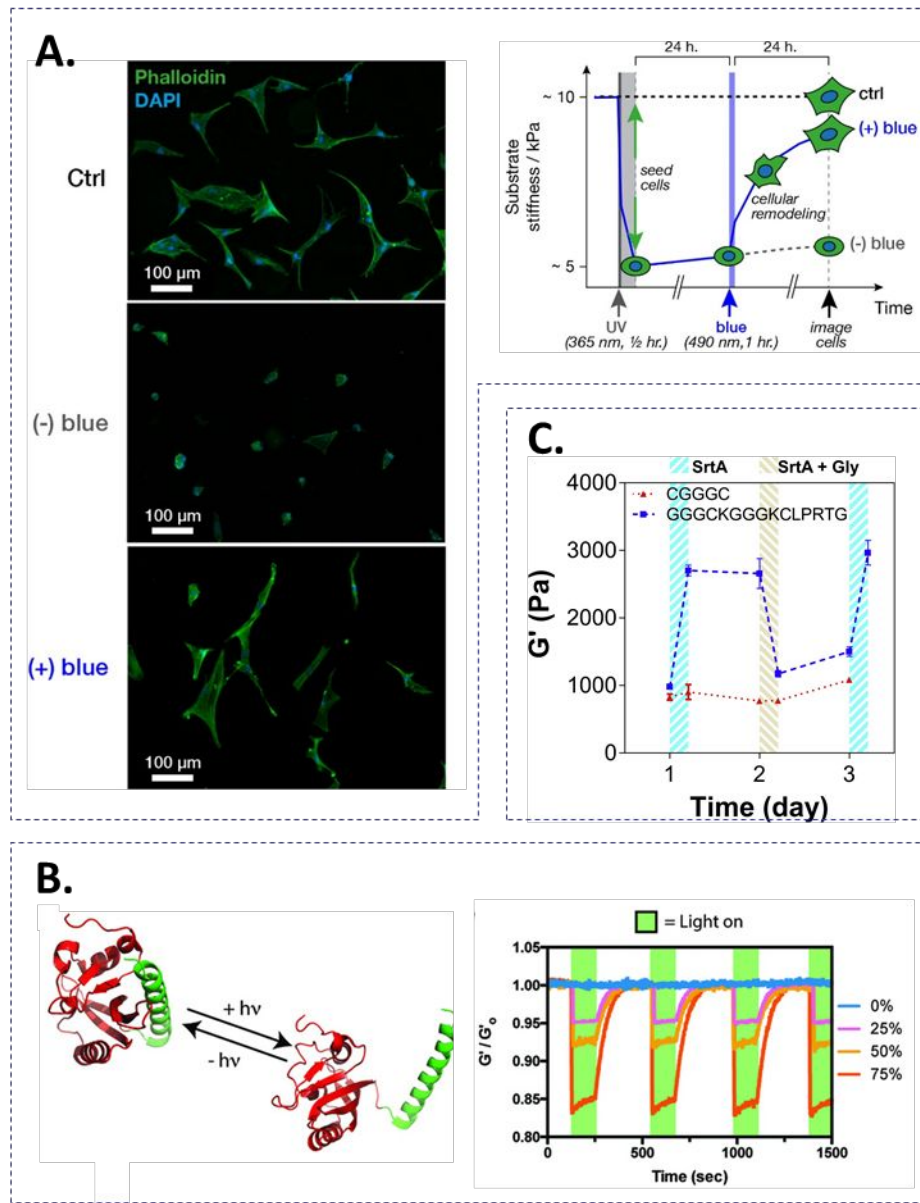 A.
Phalloidin
DAPI
Ctrl
100 µm
(-) blue
100 µm
(+) blue
100 µm
24 h.
24 h.
Substrate
stiffness / kPa
~ 10
~ 5
seed
cells
cellular
remodeling
ctrl
(+) blue
(-) blue
Time
UV
(365 nm, ½ hr.)
blue
(490 nm, 1 hr.)
image
cells
C.
SrtA
SrtA + Gly
CGGGC
GGGCKGGGKCLPRTG
G' (Pa)
4000
3000
2000
1000
0
1
2
3
Time (day)
B.
+ hν
- hν
= Light on
G'/ G'o
1.05
1.00
0.95
0.90
0.85
0.80
0
500
1000
1500
Time (sec)
0%
25%
50%
75%